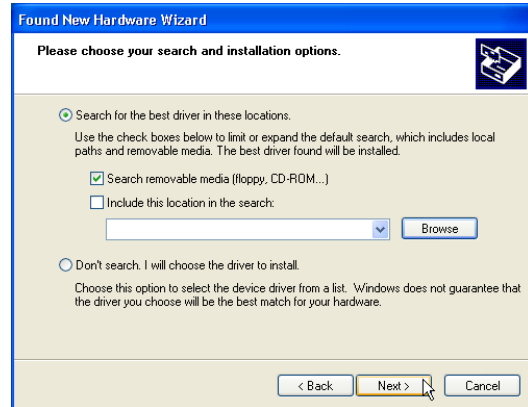 Found New Hardware Wizard
Please choose your search and installation options.
Search for the best driver in these locations.
Use the check boxes below to limit or expand the default search, which includes local
paths and removable media. The best driver found will be installed.
Search removable media (floppy, CD-ROM...)
Include this location in the search:
Browse
Don't search. I will choose the driver to install.
Choose this option to select the device driver from a list. Windows does not guarantee that
the driver you choose will be the best match for your hardware.
< Back Next > Cancel